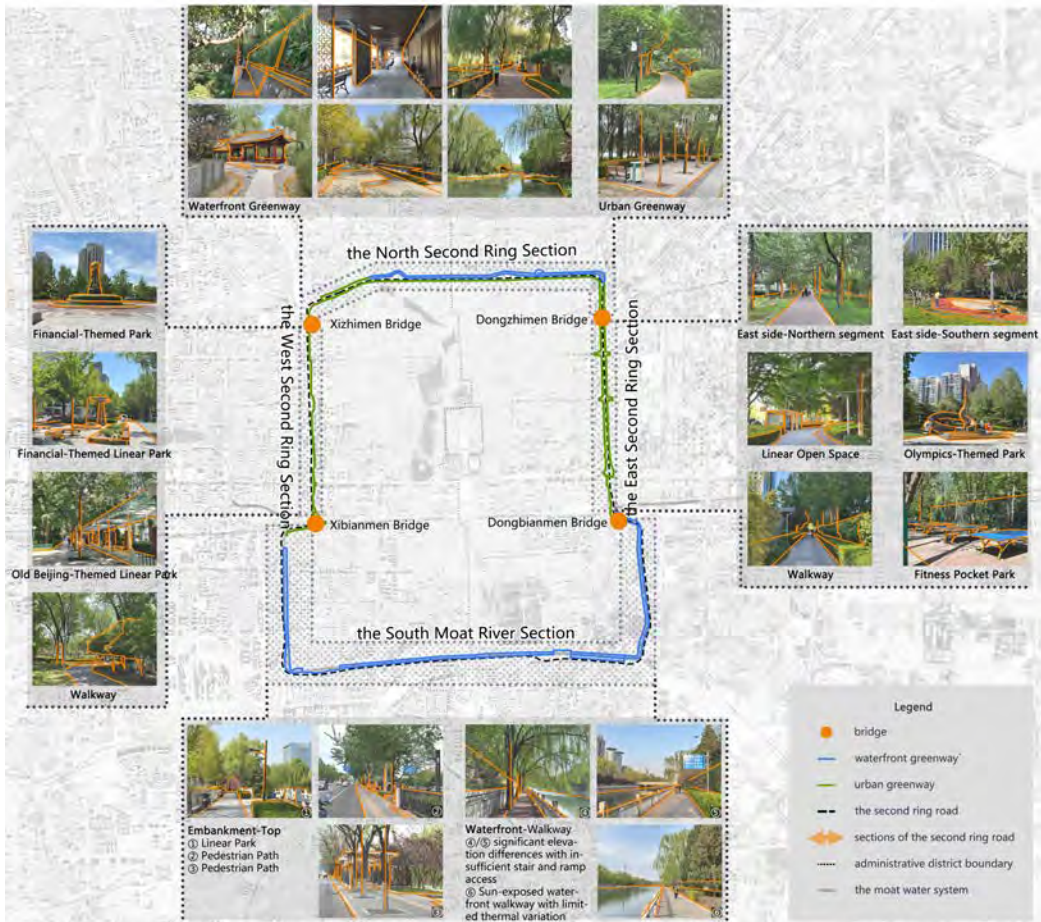 Waterfront Greenway
Urban Greenway
the North Second Ring Section
Xizhimen Bridge
Dongzhimen Bridge
the West Second Ring Section
the East Second Ring Section
Xibianmen Bridge
Dongbianmen Bridge
the South Moat River Section
Financial-Themed Park
Financial-Themed Linear Park
Old Beijing-Themed Linear Park
Walkway
East side-Northern segment
East side-Southern segment
Linear Open Space
Olympics-Themed Park
Walkway
Fitness Pocket Park
Embankment-Top
① Linear Park
② Pedestrian Path
③ Pedestrian Path
①
②
③
Waterfront-Walkway
④/⑤ significant eleva-
tion differences with in-
sufficient stair and ramp
access
⑥ Sun-exposed water-
front walkway with limit-
ed thermal variation
④
⑤
⑥
Legend
bridge
waterfront greenway`
urban greenway
the second ring road
sections of the second ring road
administrative district boundary
the moat water system